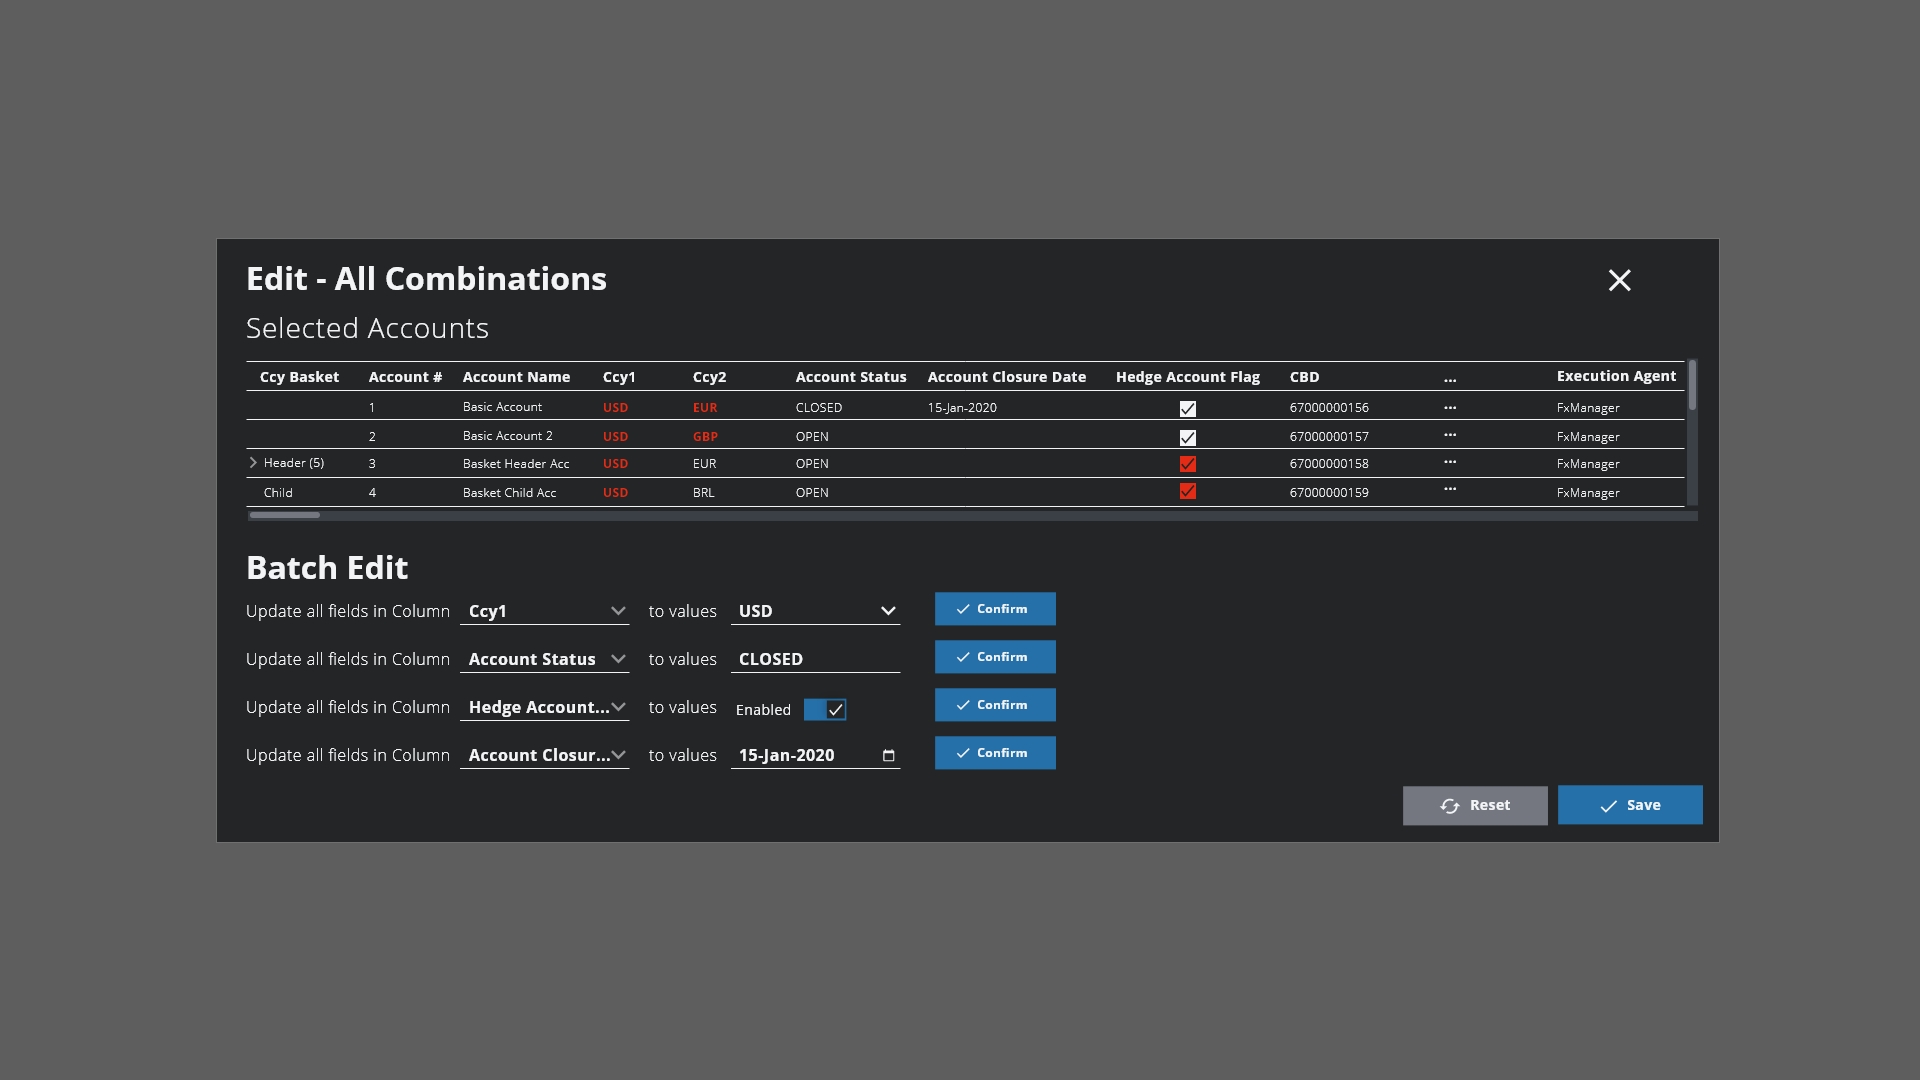 Edit - All Combinations
Selected Accounts
Ccy Basket Account # Account Name Ccy1 Ccy2 Account Status Account Closure Date Hedge Account Flag CBD ... Execution Agent
1 Basic Account USD EUR CLOSED 15-Jan-2020 67000000156 ... FxManager
2 Basic Account 2 USD GBP OPEN 67000000157 ... FxManager
Header (5) 3 Basket Header Acc USD EUR OPEN 67000000158 ... FxManager
Child 4 Basket Child Acc USD BRL OPEN 67000000159 ... FxManager
Batch Edit
Update all fields in Column Ccy1 to values USD Confirm
Update all fields in Column Account Status to values CLOSED Confirm
Update all fields in Column Hedge Account... to values Enabled Confirm
Update all fields in Column Account Closur... to values 15-Jan-2020 Confirm
Reset Save